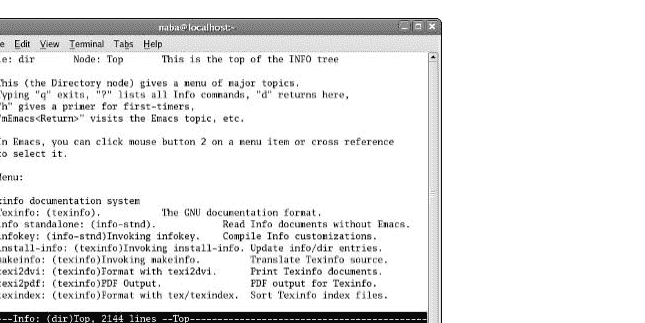 naba@localhost:~
e Edit View Terminal Tabs Help
le: dir Node: Top This is the top of the INFO tree
This (the Directory node) gives a menu of major topics.
Typing "q" exits, "?" lists all Info commands, "d" returns here,
"h" gives a primer for first-timers,
"mEmacs<Return>" visits the Emacs topic, etc.
In Emacs, you can click mouse button 2 on a menu item or cross reference
to select it.
Menu:
xinfo documentation system
Texinfo: (texinfo). The GNU documentation format.
info standalone: (info-stnd). Read Info documents without Emacs.
infokey: (info-stnd)Invoking infokey. Compile Info customizations.
install-info: (texinfo)Invoking install-info. Update info/dir entries.
makeinfo: (texinfo)Invoking makeinfo. Translate Texinfo source.
texi2dvi: (texinfo)Format with texi2dvi. Print Texinfo documents.
texi2pdf: (texinfo)PDF Output. PDF output for Texinfo.
texindex: (texinfo)Format with tex/texindex. Sort Texinfo index files.
---Info: (dir)Top, 2144 lines --Top---------------------------------------